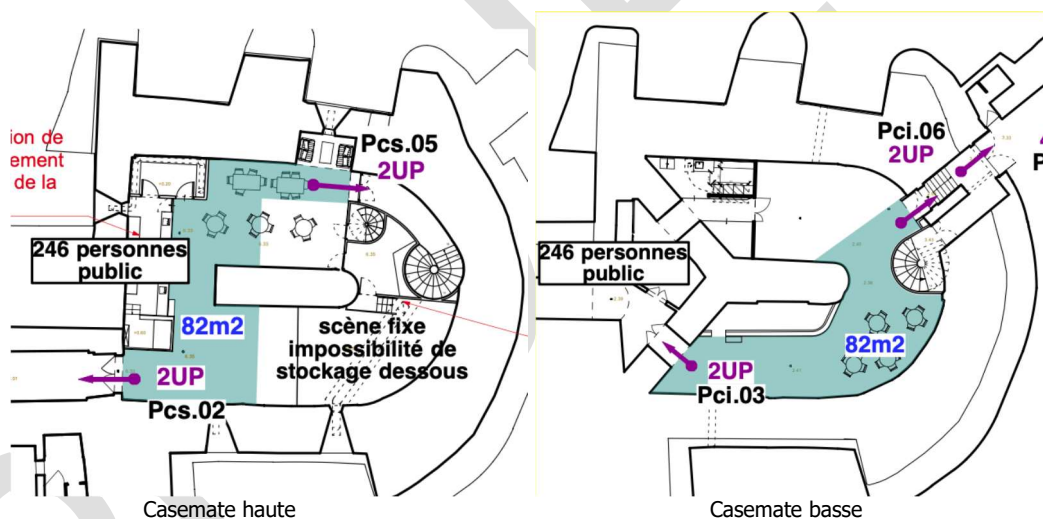 ion de
ement
de la
Pcs.05
2UP
246 personnes
public
82m2
scène fixe
impossibilité de
stockage dessous
2UP
Pcs.02
Casemate haute
Pci.06
2UP
246 personnes
public
82m2
2UP
Pci.03
Casemate basse